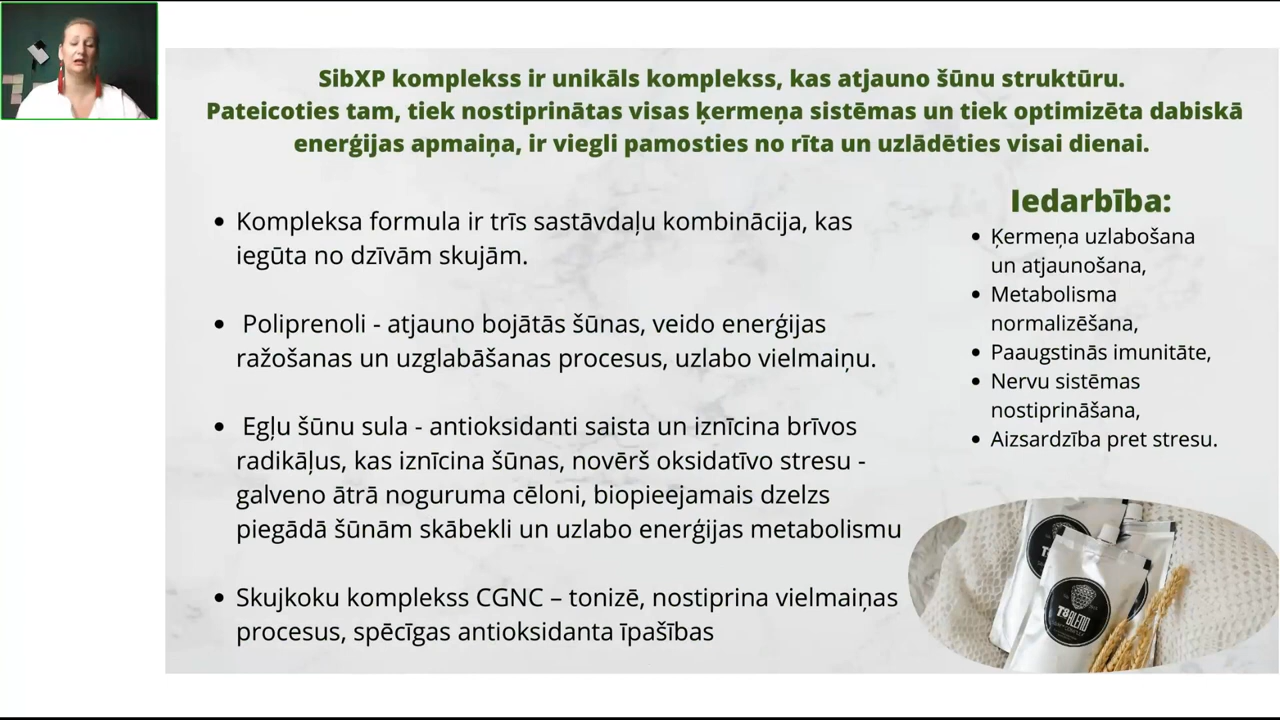 SibXP komplekss ir unikāls komplekss, kas atjauno šūnu struktūru.
Pateicoties tam, tiek nostiprinātas visas ķermeņa sistēmas un tiek optimizēta dabiskā
enerģijas apmaiņa, ir viegli pamosties no rīta un uzlādēties visai dienai.
• Kompleksa formula ir trīs sastāvdaļu kombinācija, kas
iegūta no dzīvām skujām.
• Poliprenoli - atjauno bojātās šūnas, veido enerģijas
ražošanas un uzglabāšanas procesus, uzlabo vielmaiņu.
• Egļu šūnu sula - antioksidanti saista un iznīcina brīvos
radikāļus, kas iznīcina šūnas, novērš oksidatīvo stresu -
galveno ātrā noguruma cēloni, biopieejamais dzelzs
piegādā šūnām skābekli un uzlabo enerģijas metabolismu
• Skujkoku komplekss CGNC – tonizē, nostiprina vielmaiņas
procesus, spēcīgas antioksidanta īpašības
Iedarbība:
• Ķermeņa uzlabošana
un atjaunošana,
• Metabolisma
normalizēšana,
• Paaugstinās imunitāte,
• Nervu sistēmas
nostiprināšana,
• Aizsardzība pret stresu.
T8
BLEND